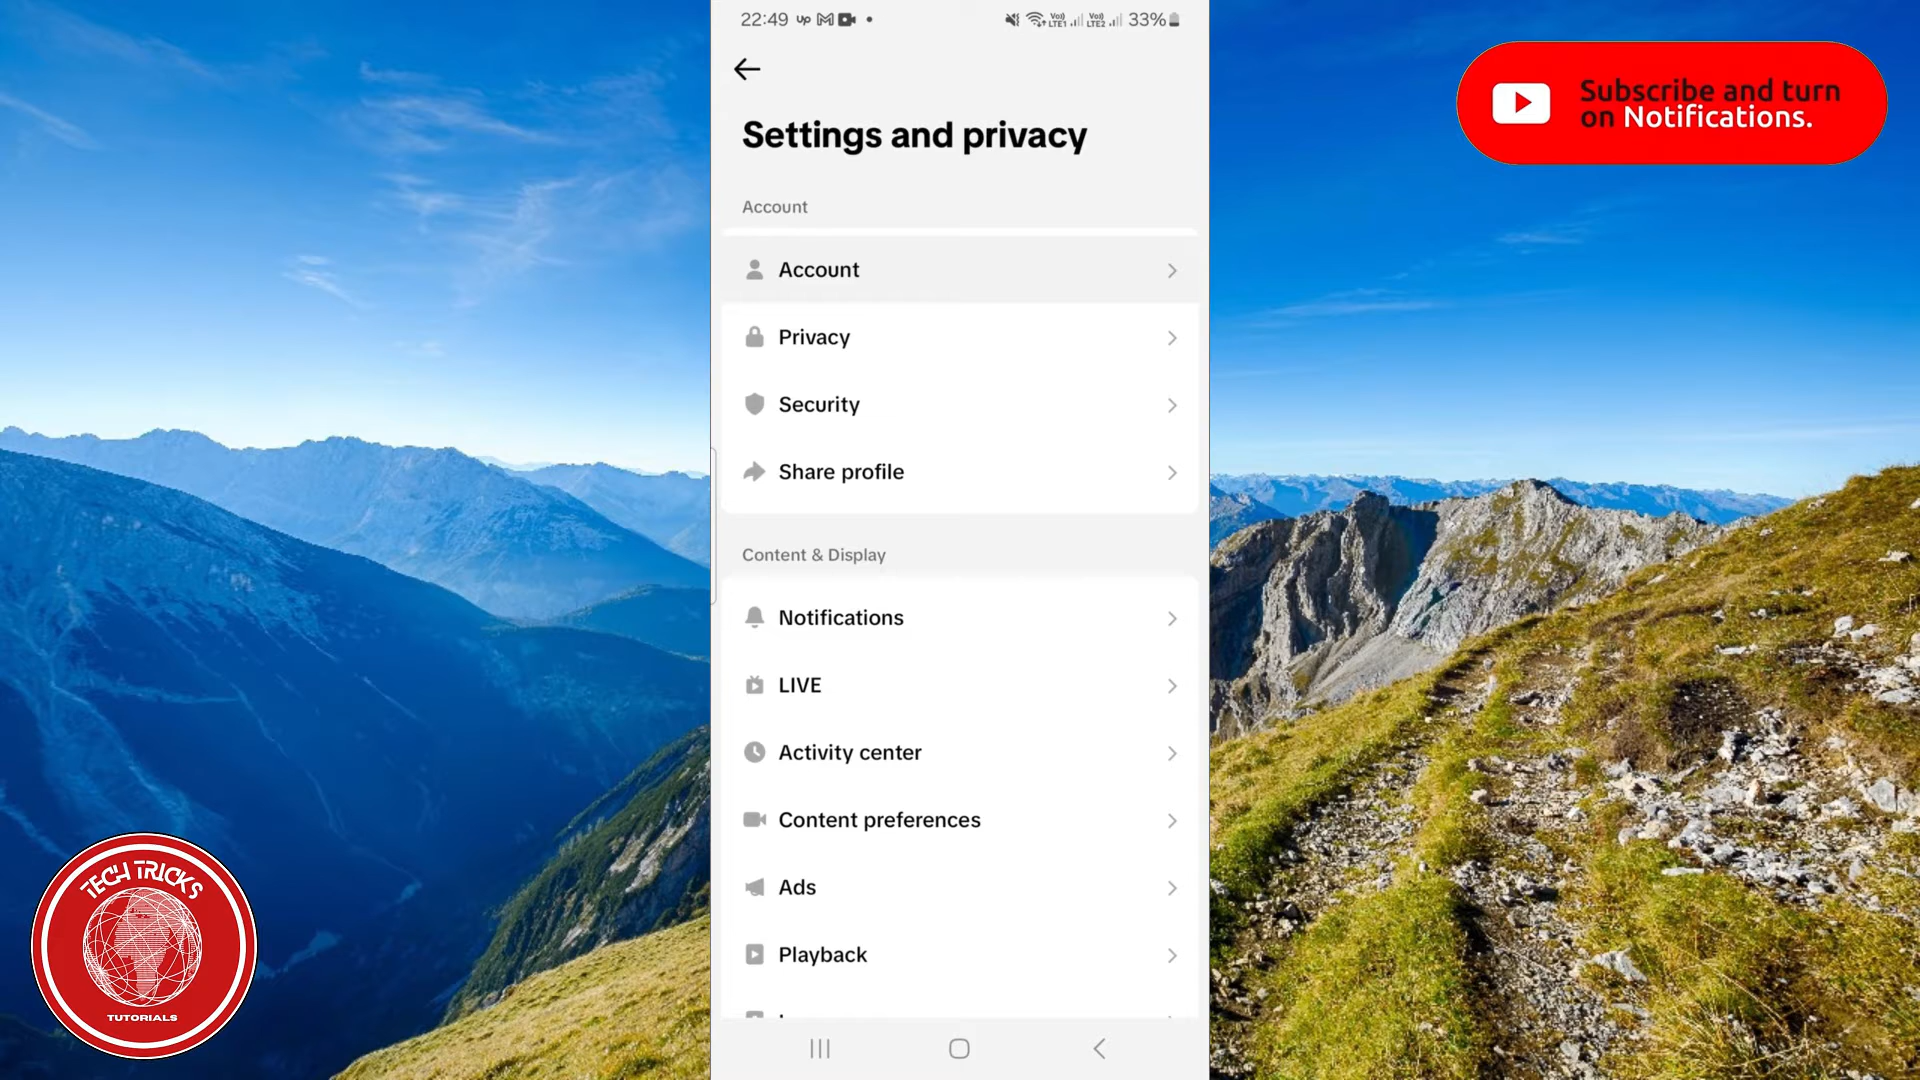 22:49
33%
Settings and privacy
Account
Account
Privacy
Security
Share profile
Content & Display
Notifications
LIVE
Activity center
Content preferences
Ads
Playback
Subscribe and turn
on Notifications.
TECH TRICKS
TUTORIALS